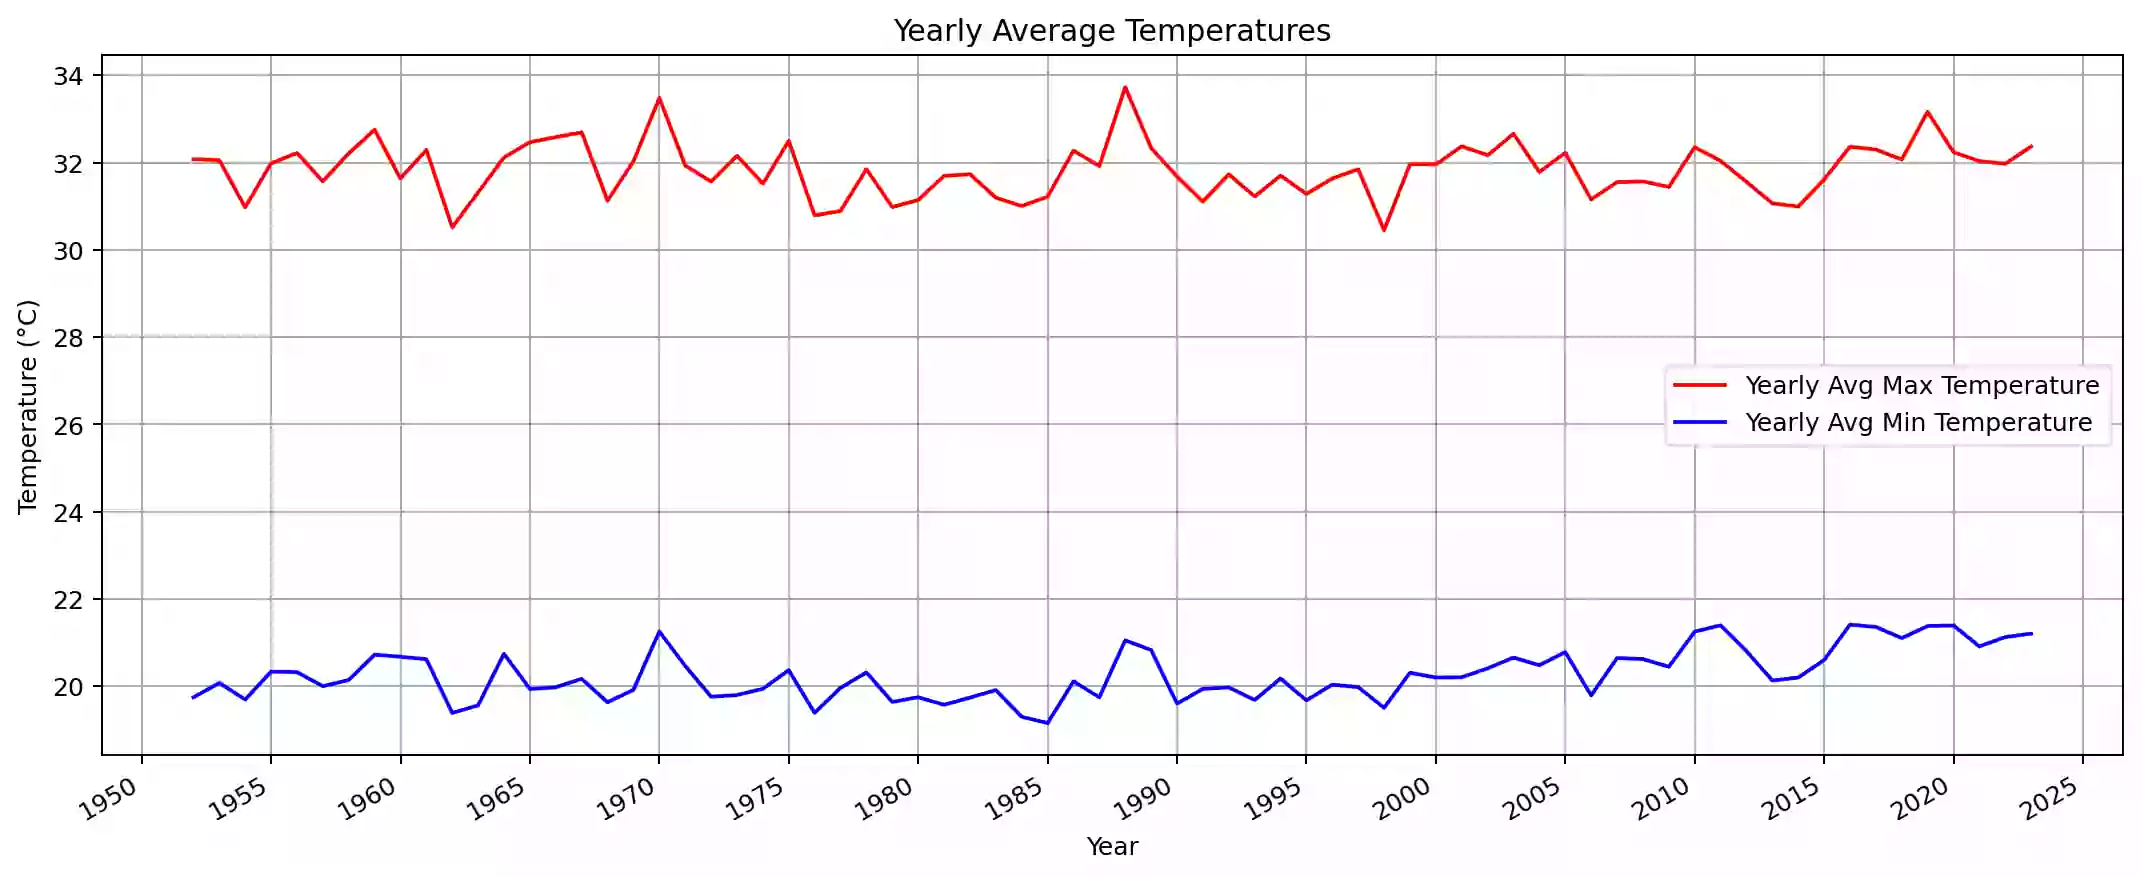 Yearly Average Temperatures
34
32
30
28
26
24
22
20
Temperature (°C)
Yearly Avg Max Temperature
Yearly Avg Min Temperature
1950 1955 1960 1965 1970 1975 1980 1985 1990 1995 2000 2005 2010 2015 2020 2025
Year